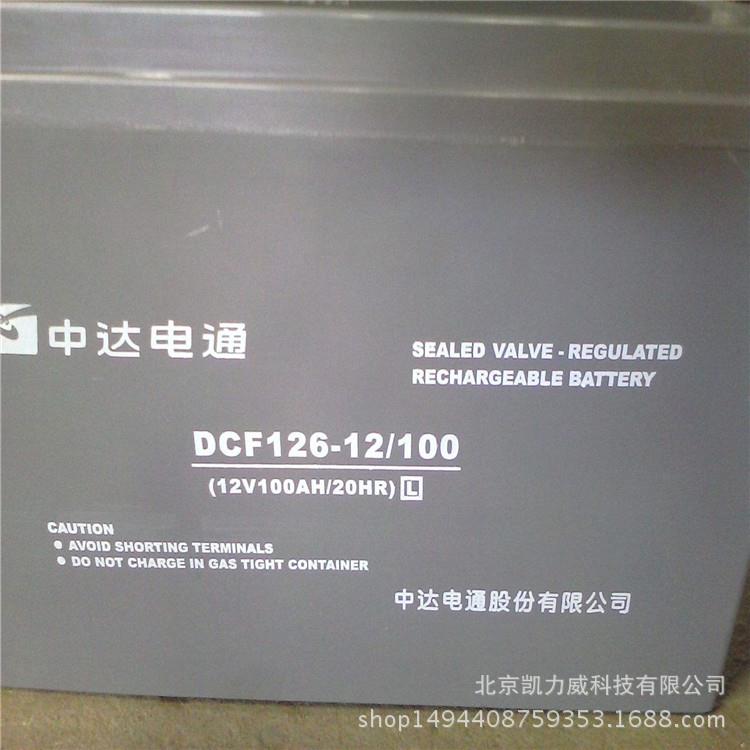 中达电通
SEALED VALVE - REGULATED
RECHARGEABLE BATTERY
DCF126-12/100
(12V100AH/20HR) L
CAUTION
● AVOID SHORTING TERMINALS
● DO NOT CHARGE IN GAS TIGHT CONTAINER
中达电通股份有限公司
北京凯力威科技有限公司
shop1494408759353.1688.com